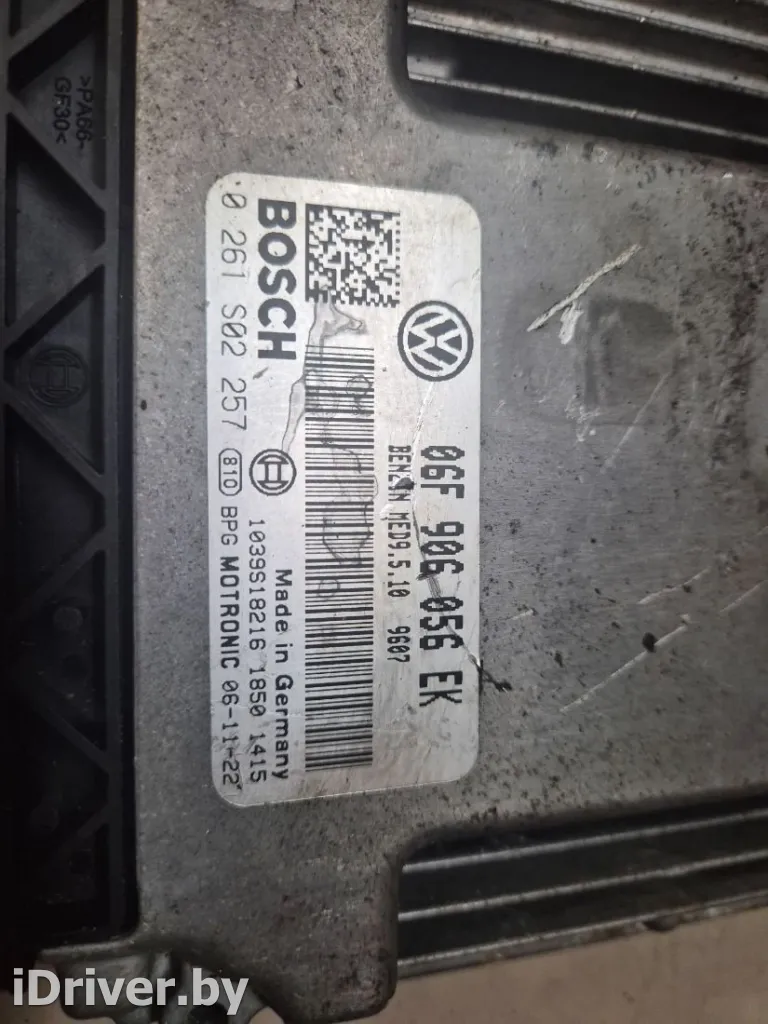 >PA66-
GF30<
06F 906 056 EK
BENZIN MED9.5.10 9607
BOSCH
Made in Germany
1039S18216 1850 1415
0 261 S02 257 810 BPG MOTRONIC 06-11-22
iDriver.by